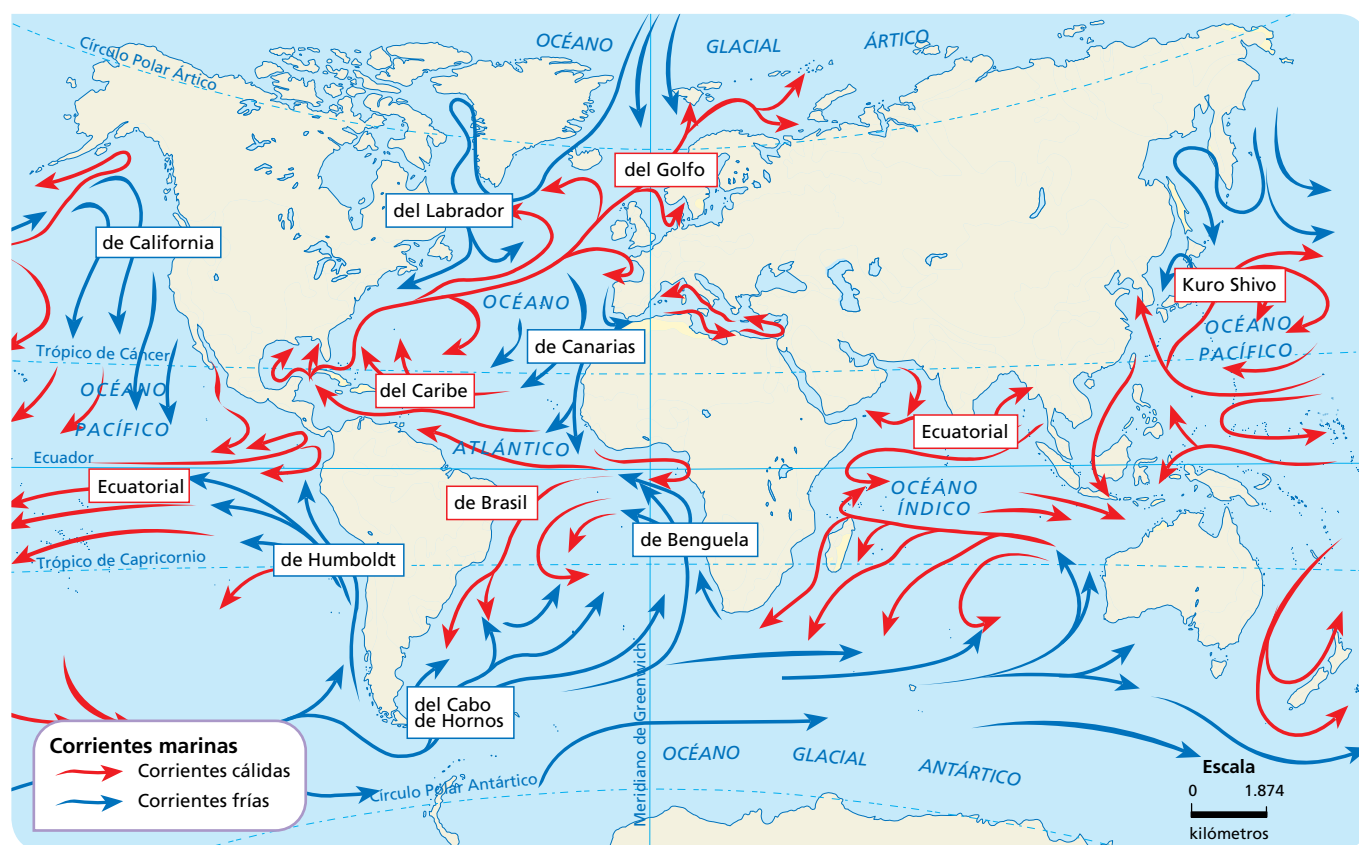 OCÉANO GLACIAL ÁRTICO
Círculo Polar Ártico
del Golfo
del Labrador
de California
Kuro Shivo
OCÉANO
OCÉANO
PACÍFICO
de Canarias
Trópico de Cáncer
del Caribe
OCÉANO
PACÍFICO
Ecuatorial
ATLÁNTICO
Ecuador
Ecuatorial
OCÉANO
ÍNDICO
de Brasil
de Benguela
de Humboldt
Trópico de Capricornio
Meridiano de Greenwich
del Cabo
de Hornos
OCÉANO GLACIAL ANTÁRTICO
Círculo Polar Antártico
Corrientes marinas
Corrientes cálidas
Corrientes frías
Escala
0 1.874
kilómetros